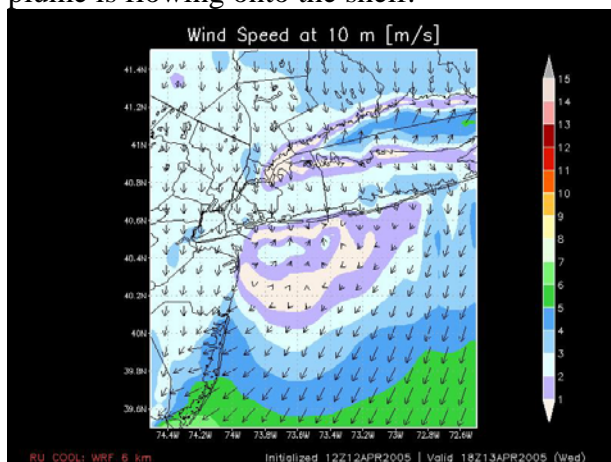 plume is flowing onto the shelf.
Wind Speed at 10 m [m/s]
41.4N
41.2N
41N
40.8N
40.6N
40.4N
40.2N
40N
39.8N
39.6N
74.4W 74.2W 74W 73.8W 73.6W 73.4W 73.2W 73W 72.8W 72.6W
15
14
13
12
11
10
9
8
7
6
5
4
3
2
1
RU COOL: WRF 6 km Initialized 12Z12APR2005 | Valid 18Z13APR2005 (Wed)